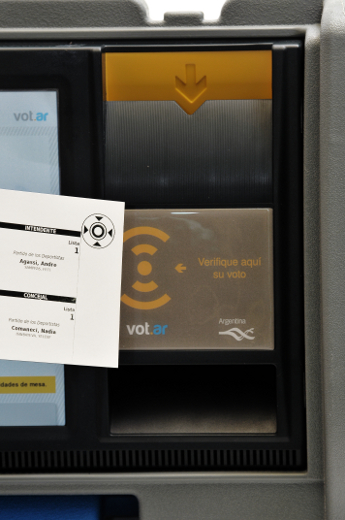 vot.ar
INTENDENTE
Lista
1
Partido de los Deportistas
Agassi, Andre
CONCEJAL
Lista
1
Partido de los Deportistas
Comaneci, Nadia
edades de mesa.
Verifique aquí
su voto
vot.ar
Argentina